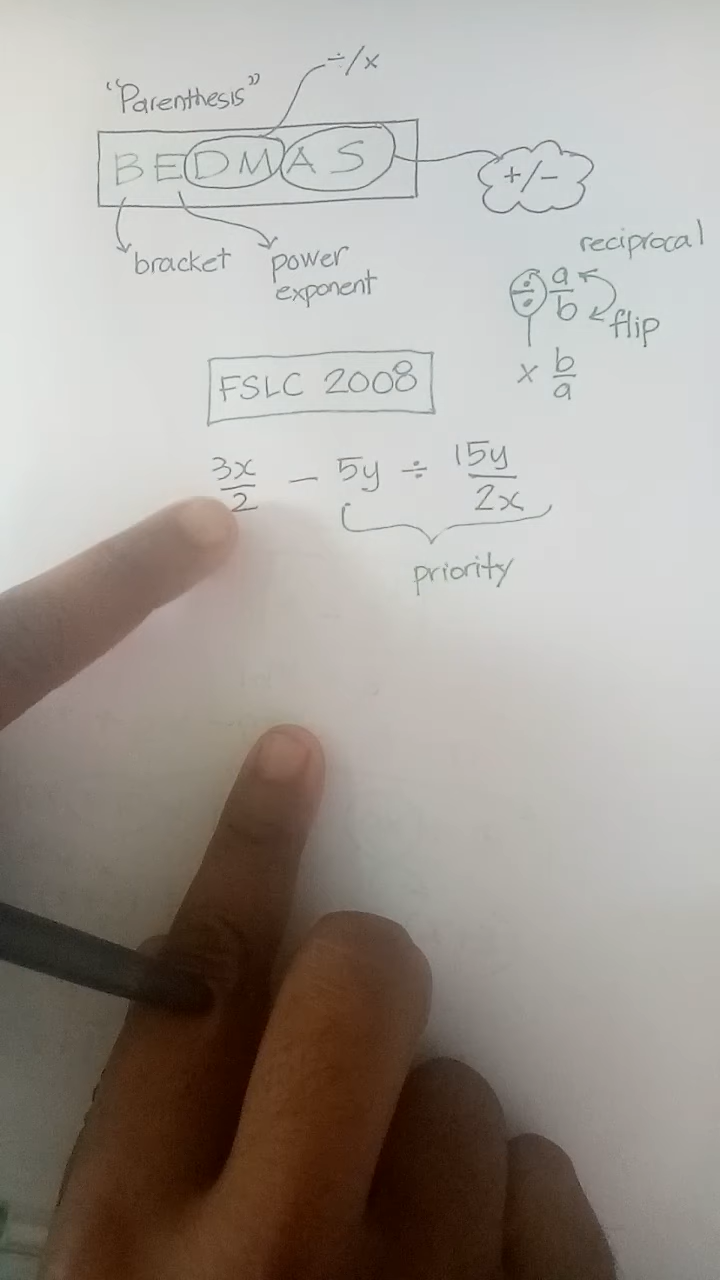 ÷/x
"Parenthesis"
BEDMAS
+/-
bracket
power
exponent
reciprocal
÷ a/b
flip
x b/a
FSLC 2008
3x/2 - 5y ÷ 15y/2x
priority